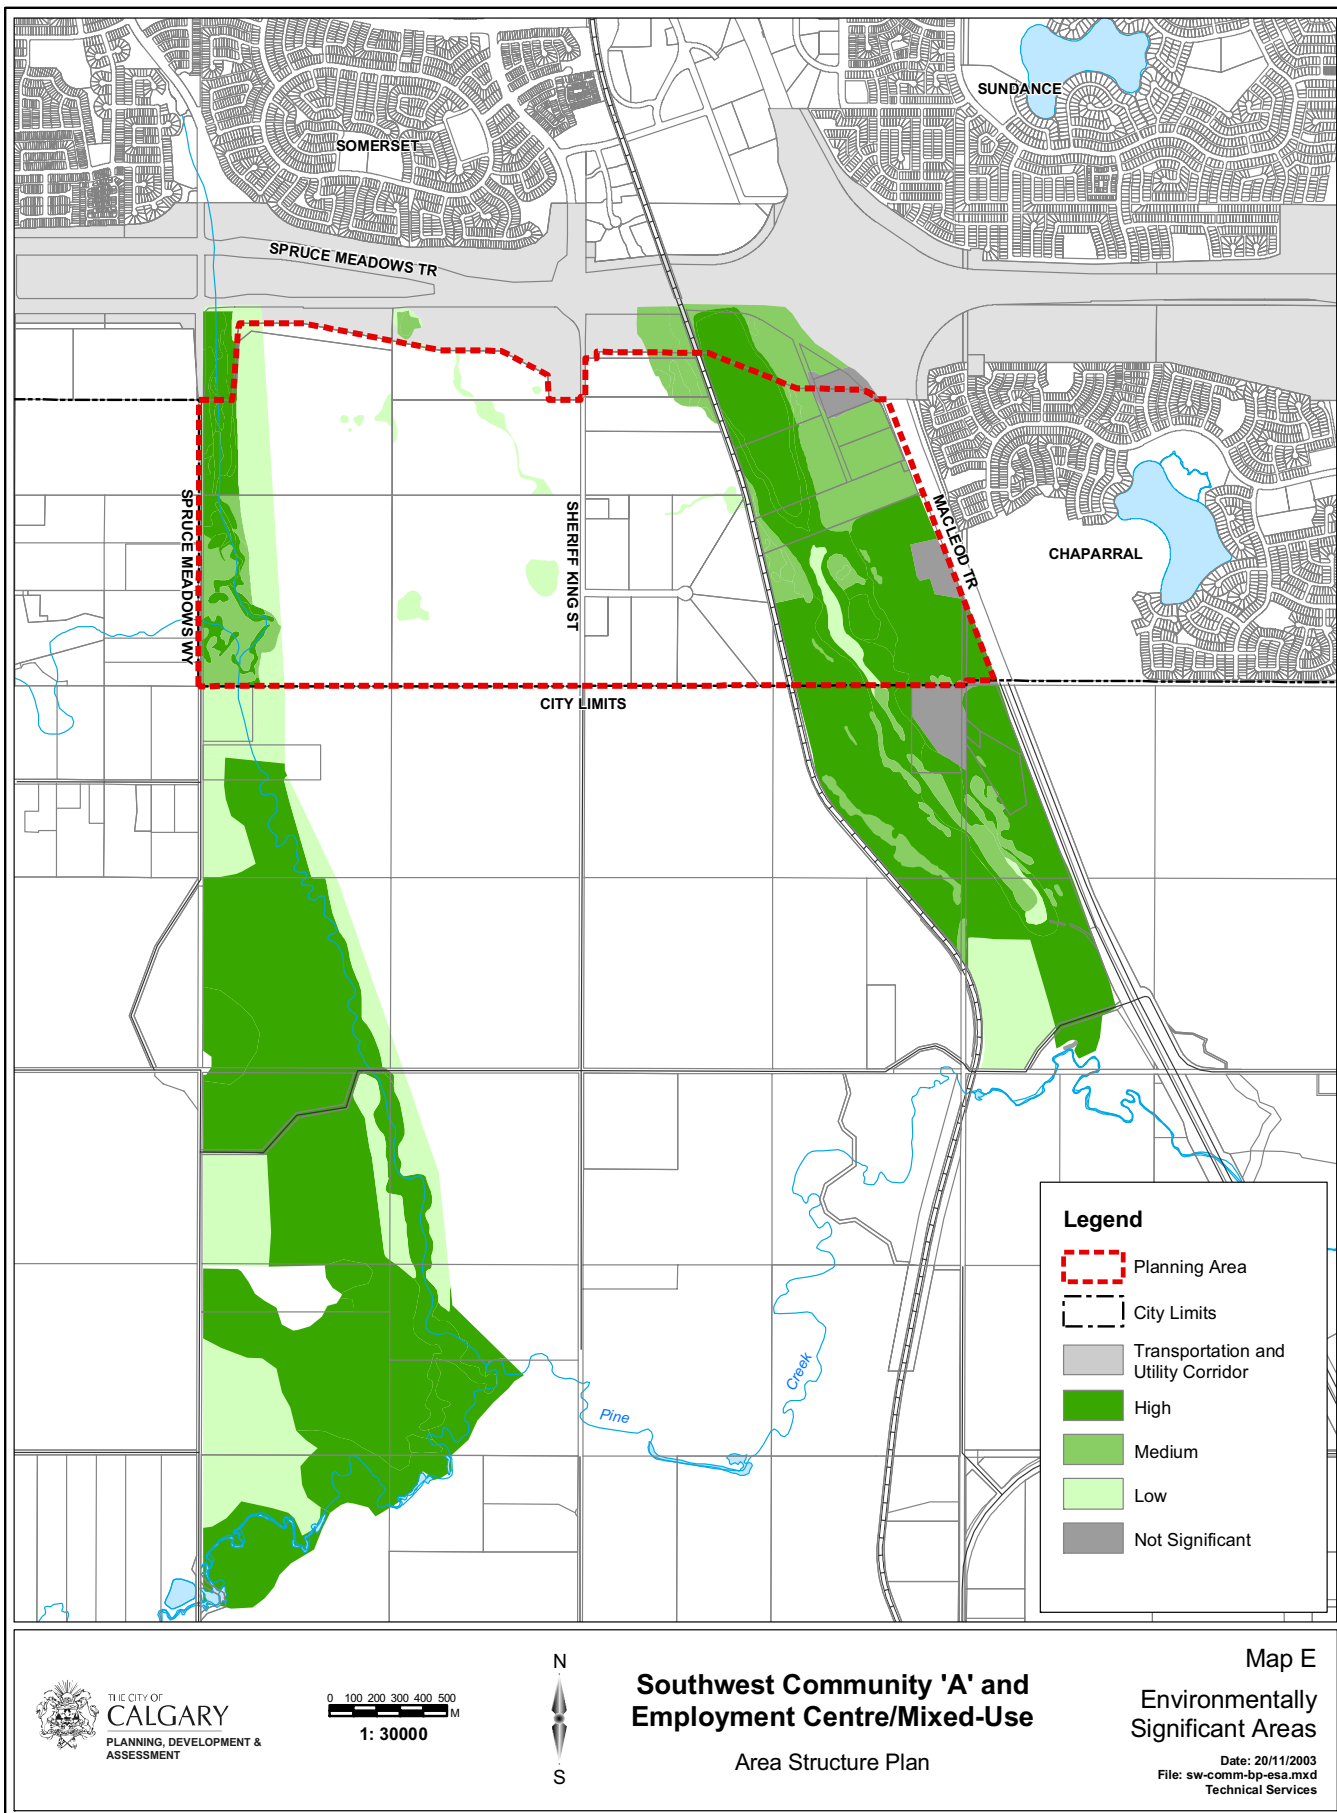 SUNDANCE
SOMERSET
SPRUCE MEADOWS TR
SPRUCE MEADOWS WY
SHERIFF KING ST
MACLEOD TR
CHAPARRAL
CITY LIMITS
Pine
Creek
Legend
Planning Area
City Limits
Transportation and
Utility Corridor
High
Medium
Low
Not Significant
THE CITY OF
CALGARY
PLANNING, DEVELOPMENT &
ASSESSMENT
0 100 200 300 400 500
M
1: 30000
N
S
Southwest Community 'A' and
Employment Centre/Mixed-Use
Area Structure Plan
Map E
Environmentally
Significant Areas
Date: 20/11/2003
File: sw-comm-bp-esa.mxd
Technical Services